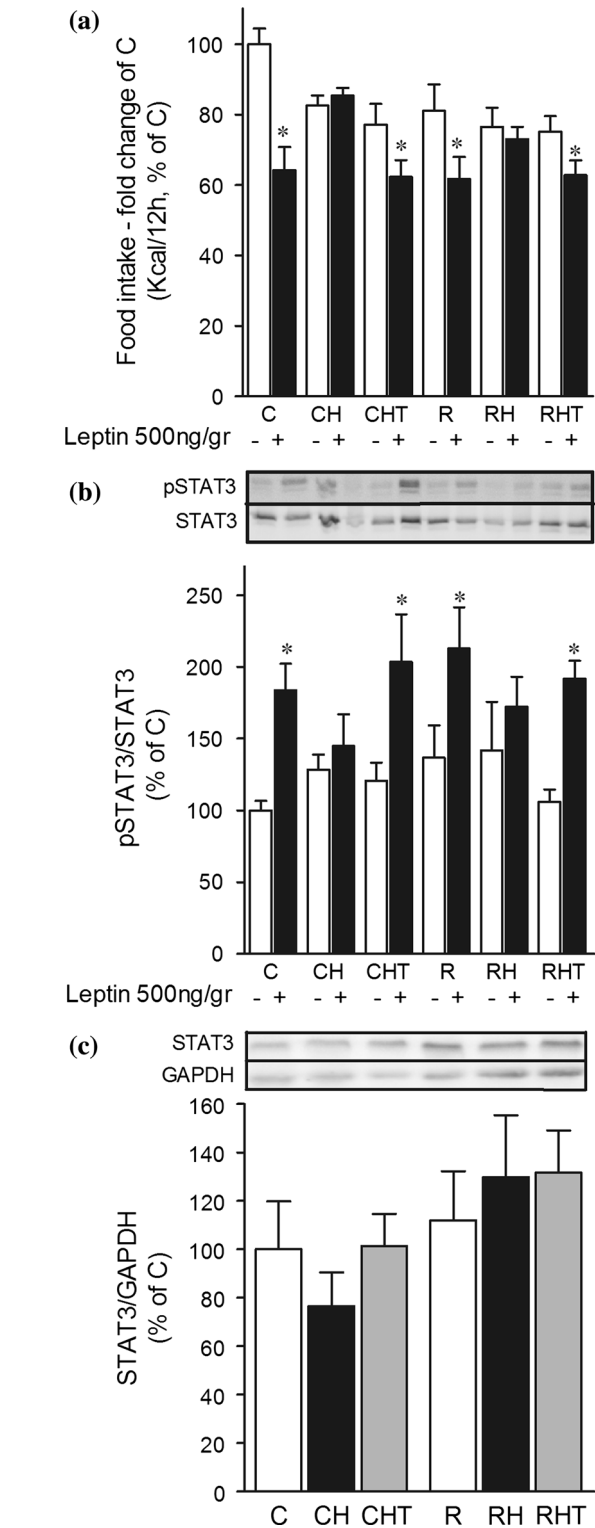 (a)
Food intake - fold change of C
(Kcal/12h, % of C)
100
80
60
40
20
0
* * * *
C CH CHT R RH RHT
Leptin 500ng/gr - + - + - + - + - + - +
(b)
pSTAT3
STAT3
pSTAT3/STAT3
(% of C)
250
200
150
100
50
0
* * * *
C CH CHT R RH RHT
Leptin 500ng/gr - + - + - + - + - + - +
(c)
STAT3
GAPDH
STAT3/GAPDH
(% of C)
160
140
120
100
80
60
40
20
0
C CH CHT R RH RHT